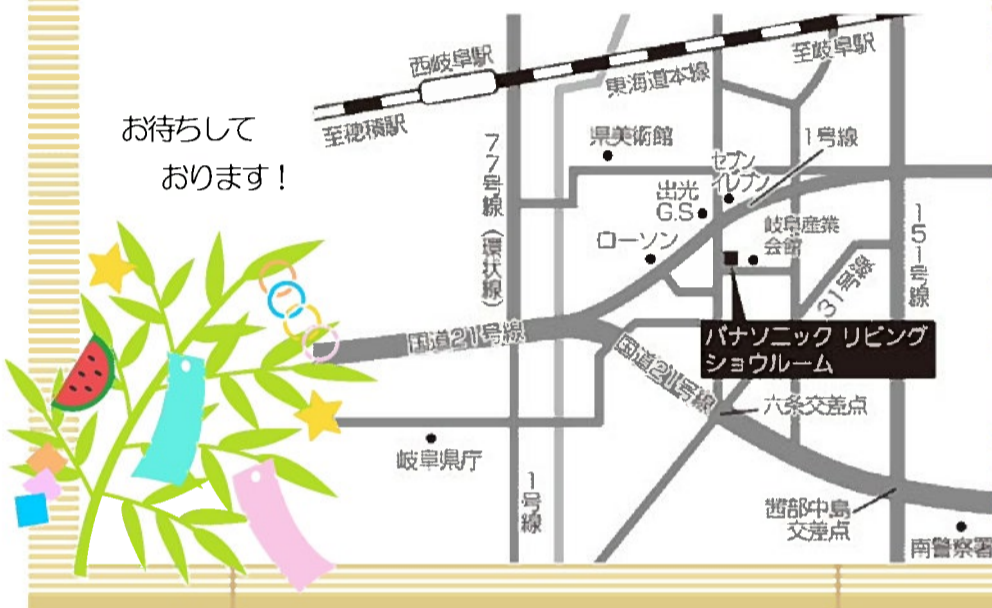 お待ちして
おります！
西岐阜駅
至穂積駅
東海道本線
至岐阜駅
77号線（環状線）
県美術館
1号線
セブン
イレブン
出光
G.S
ローソン
岐阜産業
会館
151号線
31号線
国道21号線
パナソニック リビング
ショウルーム
国道21号線
六条交差点
岐阜県庁
1号線
茜部中島
交差点
南警察署